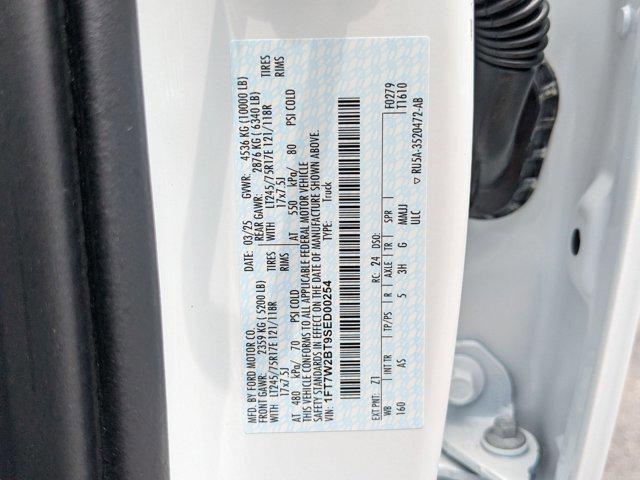 MFD. BY FORD MOTOR CO.
DATE: 03/25 GVWR: 4536 KG (10000 LB)
FRONT GAWR: 2359 KG ( 5200 LB) REAR GAWR: 2876 KG ( 6340 LB)
WITH LT245/75R17E 121/118R TIRES WITH LT245/75R17E 121/118R TIRES
17x7.5J RIMS 17x7.5J RIMS
AT 480 kPa/ 70 PSI COLD AT 550 kPa/ 80 PSI COLD
THIS VEHICLE CONFORMS TO ALL APPLICABLE FEDERAL MOTOR VEHICLE
SAFETY STANDARDS IN EFFECT ON THE DATE OF MANUFACTURE SHOWN ABOVE.
VIN: 1FT7W2BT9SED00254 TYPE: Truck
F0279
T1610
EXT PNT: Z1 RC: 24 DSO:
WB INT TR TP/PS R AXLE TR SPR
160 AS 5 3H G MMJJ
ULC ▽ RU5A-3520472-AB